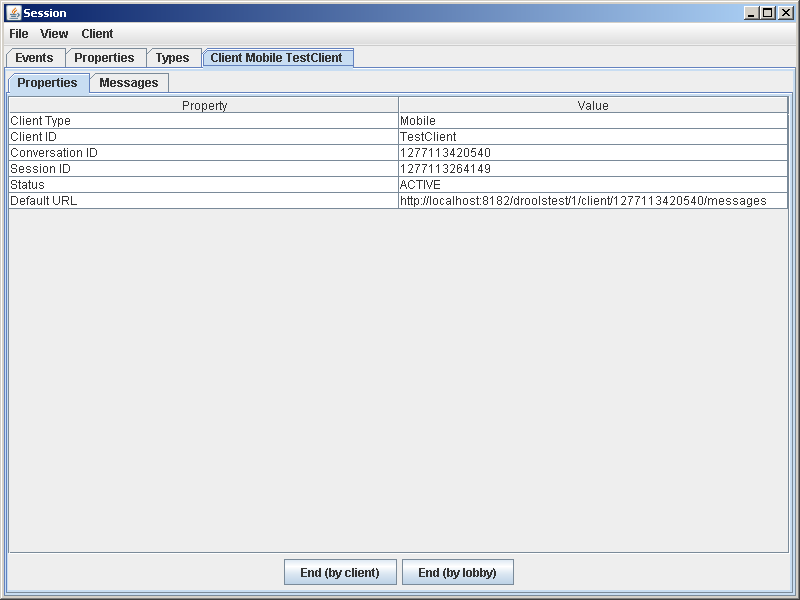 Session
File View Client
Events Properties Types Client Mobile TestClient
Properties Messages
Property Value
Client Type Mobile
Client ID TestClient
Conversation ID 1277113420540
Session ID 1277113264149
Status ACTIVE
Default URL http://localhost:8182/droolstest/1/client/1277113420540/messages
End (by client) End (by lobby)